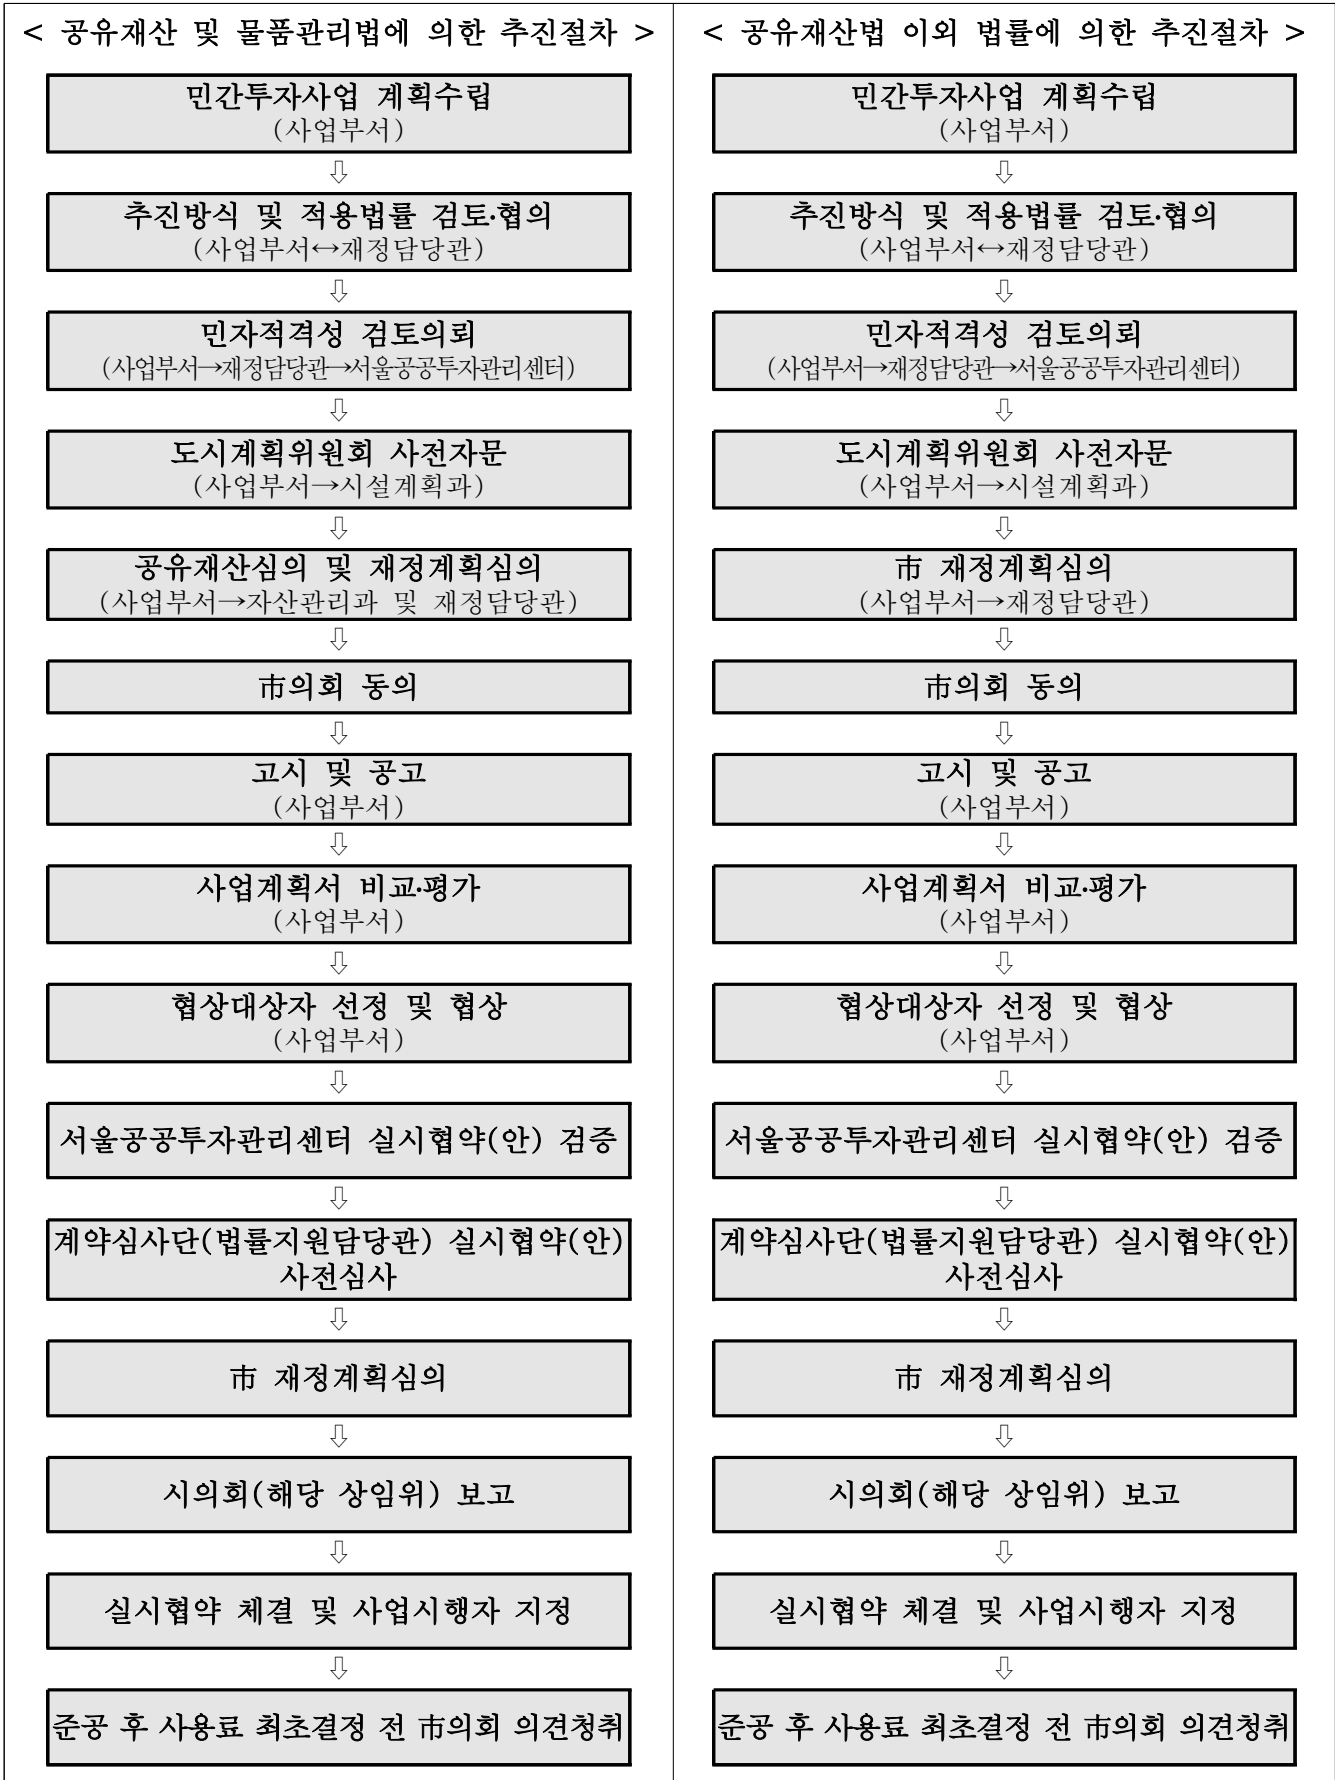 < 공유재산 및 물품관리법에 의한 추진절차 >
민간투자사업 계획수립
(사업부서)
⇩
추진방식 및 적용법률 검토·협의
(사업부서↔재정담당관)
⇩
민자적격성 검토의뢰
(사업부서→재정담당관→서울공공투자관리센터)
⇩
도시계획위원회 사전자문
(사업부서→시설계획과)
⇩
공유재산심의 및 재정계획심의
(사업부서→자산관리과 및 재정담당관)
⇩
市의회 동의
⇩
고시 및 공고
(사업부서)
⇩
사업계획서 비교·평가
(사업부서)
⇩
협상대상자 선정 및 협상
(사업부서)
⇩
서울공공투자관리센터 실시협약(안) 검증
⇩
계약심사단(법률지원담당관) 실시협약(안)
사전심사
⇩
市 재정계획심의
⇩
시의회(해당 상임위) 보고
⇩
실시협약 체결 및 사업시행자 지정
⇩
준공 후 사용료 최초결정 전 市의회 의견청취
< 공유재산법 이외 법률에 의한 추진절차 >
민간투자사업 계획수립
(사업부서)
⇩
추진방식 및 적용법률 검토·협의
(사업부서↔재정담당관)
⇩
민자적격성 검토의뢰
(사업부서→재정담당관→서울공공투자관리센터)
⇩
도시계획위원회 사전자문
(사업부서→시설계획과)
⇩
市 재정계획심의
(사업부서→재정담당관)
⇩
市의회 동의
⇩
고시 및 공고
(사업부서)
⇩
사업계획서 비교·평가
(사업부서)
⇩
협상대상자 선정 및 협상
(사업부서)
⇩
서울공공투자관리센터 실시협약(안) 검증
⇩
계약심사단(법률지원담당관) 실시협약(안)
사전심사
⇩
市 재정계획심의
⇩
시의회(해당 상임위) 보고
⇩
실시협약 체결 및 사업시행자 지정
⇩
준공 후 사용료 최초결정 전 市의회 의견청취